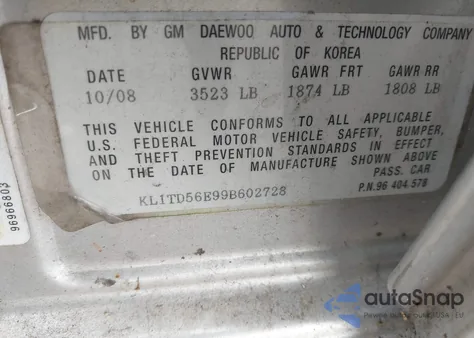 MFD. BY GM DAEWOO AUTO & TECHNOLOGY COMPANY
REPUBLIC OF KOREA
DATE GVWR GAWR FRT GAWR RR
10/08 3523 LB 1874 LB 1808 LB
THIS VEHICLE CONFORMS TO ALL APPLICABLE
U.S. FEDERAL MOTOR VEHICLE SAFETY, BUMPER,
AND THEFT PREVENTION STANDARDS IN EFFECT
ON THE DATE OF MANUFACTURE SHOWN ABOVE
PASS. CAR
KL1TD56E99B602728
P.N.96 404 578
96966803
autoSnap